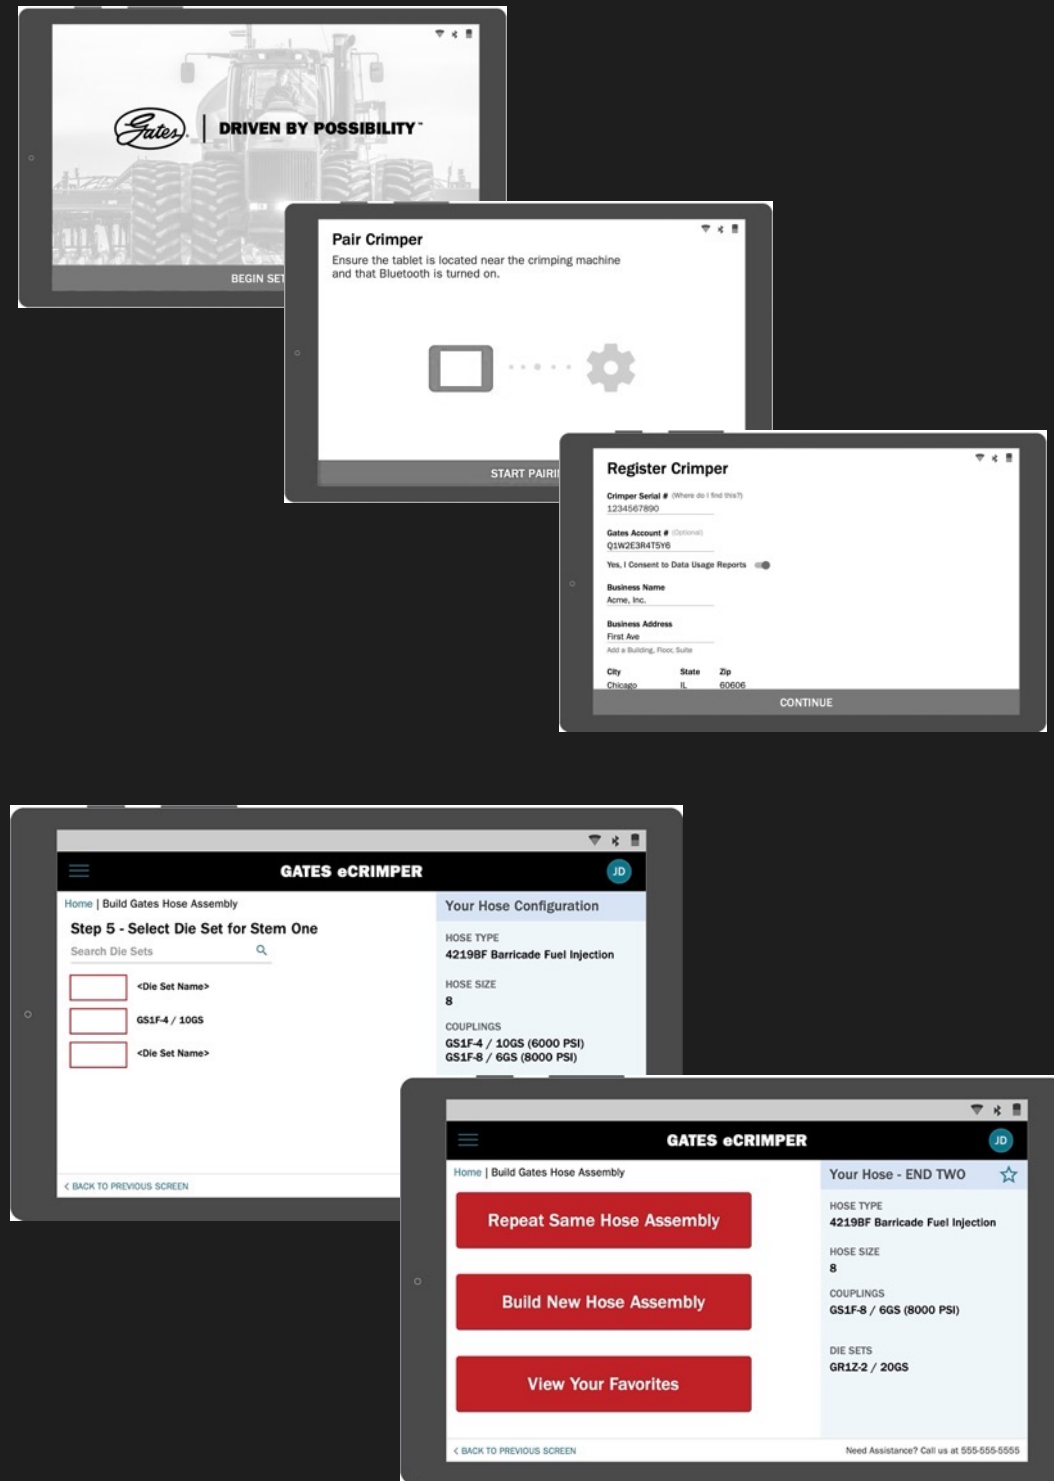 Gates
DRIVEN BY POSSIBILITY™
BEGIN SET
Pair Crimper
Ensure the tablet is located near the crimping machine
and that Bluetooth is turned on.
START PAIRI
Register Crimper
Crimper Serial # (Where do I find this?)
1234567890
Gates Account # (Optional)
Q1W2E3R4T5Y6
Yes, I Consent to Data Usage Reports
Business Name
Acme, Inc.
Business Address
First Ave
Add a Building, Floor, Suite
City State Zip
Chicago IL 60606
CONTINUE
GATES eCRIMPER
JD
Home | Build Gates Hose Assembly
Step 5 - Select Die Set for Stem One
Search Die Sets
<Die Set Name>
GS1F-4 / 10GS
<Die Set Name>
< BACK TO PREVIOUS SCREEN
Your Hose Configuration
HOSE TYPE
4219BF Barricade Fuel Injection
HOSE SIZE
8
COUPLINGS
GS1F-4 / 10GS (6000 PSI)
GS1F-8 / 6GS (8000 PSI)
GATES eCRIMPER
JD
Home | Build Gates Hose Assembly
Repeat Same Hose Assembly
Build New Hose Assembly
View Your Favorites
< BACK TO PREVIOUS SCREEN
Your Hose - END TWO
HOSE TYPE
4219BF Barricade Fuel Injection
HOSE SIZE
8
COUPLINGS
GS1F-8 / 6GS (8000 PSI)
DIE SETS
GR1Z-2 / 20GS
Need Assistance? Call us at 555-555-5555